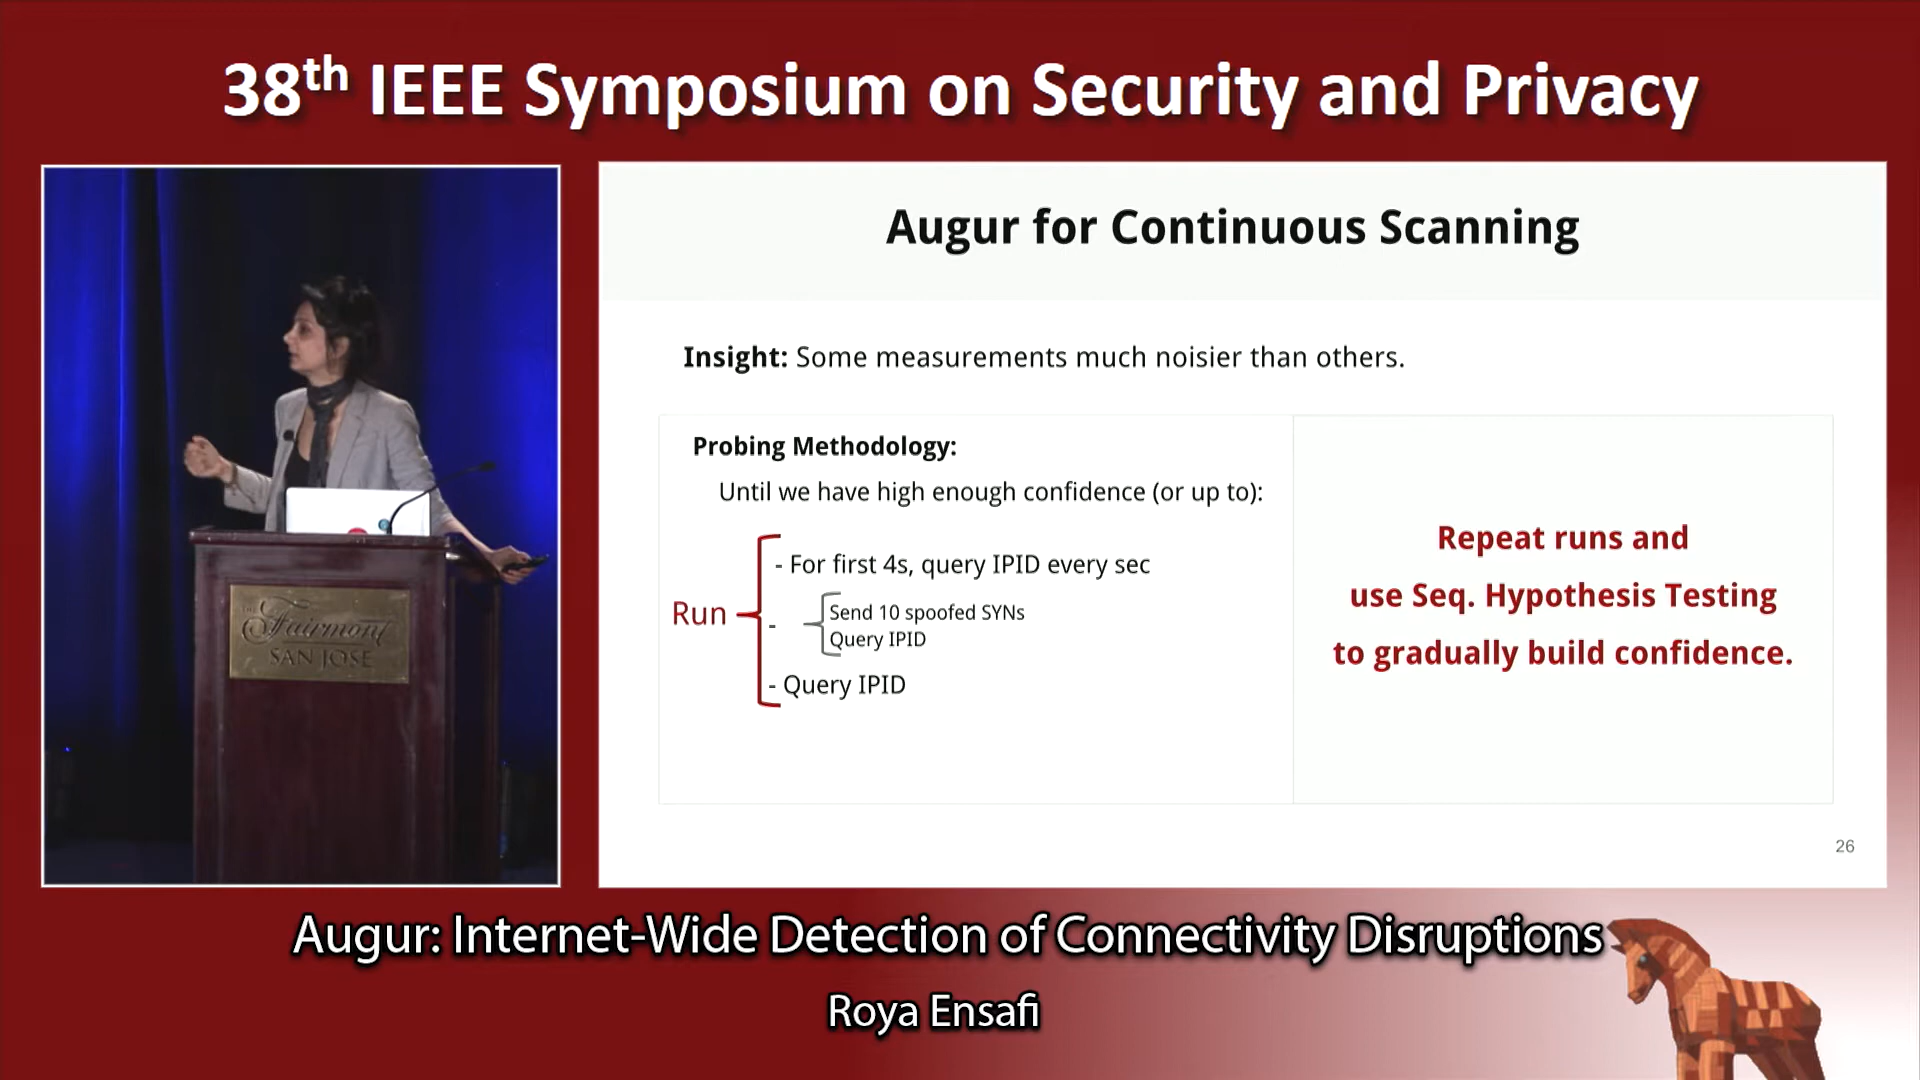 38th IEEE Symposium on Security and Privacy
Augur for Continuous Scanning
Insight: Some measurements much noisier than others.
Probing Methodology:
Until we have high enough confidence (or up to):
Run
- For first 4s, query IPID every sec
-
Send 10 spoofed SYNs
Query IPID
- Query IPID
Repeat runs and
use Seq. Hypothesis Testing
to gradually build confidence.
26
THE
Fairmont
SAN JOSE
Augur: Internet-Wide Detection of Connectivity Disruptions
Roya Ensafi